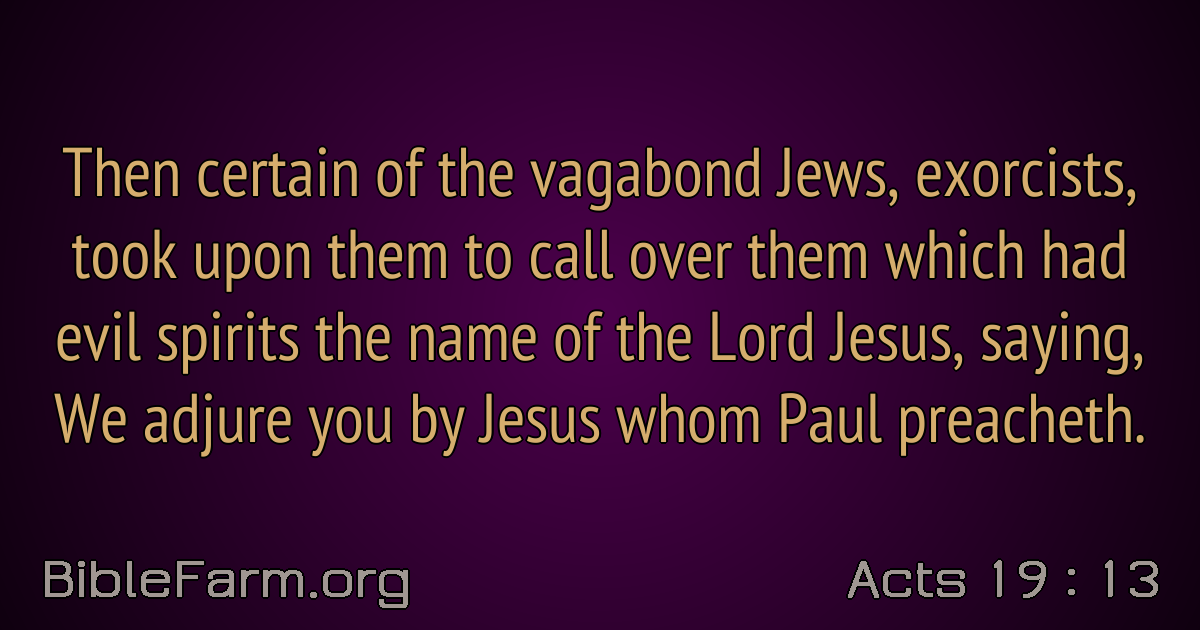 Then certain of the vagabond Jews, exorcists,
took upon them to call over them which had
evil spirits the name of the Lord Jesus, saying,
We adjure you by Jesus whom Paul preacheth.
BibleFarm.org
Acts 19 : 13